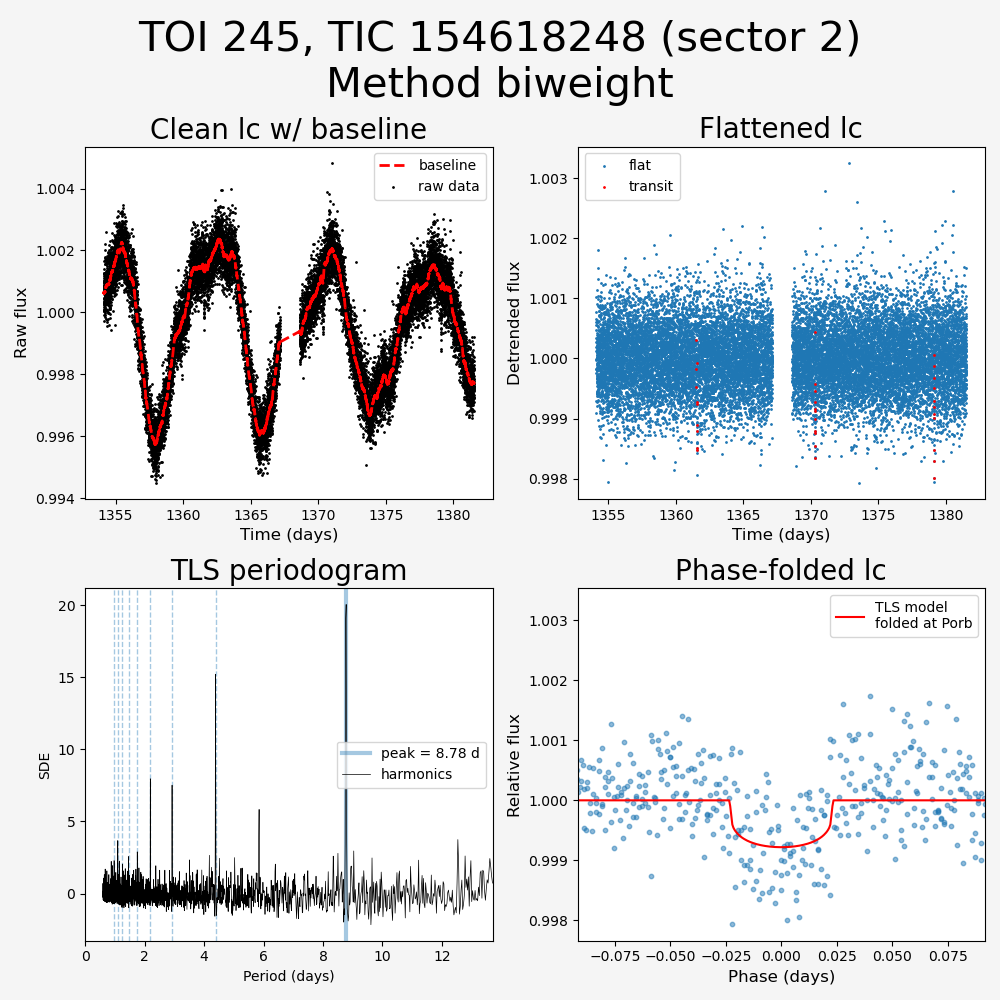 TOI 245, TIC 154618248 (sector 2)
Method biweight
Clean lc w/ baseline
Raw flux
1.004
1.002
1.000
0.998
0.996
0.994
baseline
raw data
1355
1360
1365
1370
1375
1380
Time (days)
Flattened lc
Detrended flux
1.003
1.002
1.001
1.000
0.999
0.998
flat
transit
1355
1360
1365
1370
1375
1380
Time (days)
TLS periodogram
SDE
20
15
10
5
0
peak = 8.78 d
harmonics
0
2
4
6
8
10
12
Period (days)
Phase-folded lc
Relative flux
1.003
1.002
1.001
1.000
0.999
0.998
TLS model
folded at Porb
−0.075
−0.050
−0.025
0.000
0.025
0.050
0.075
Phase (days)